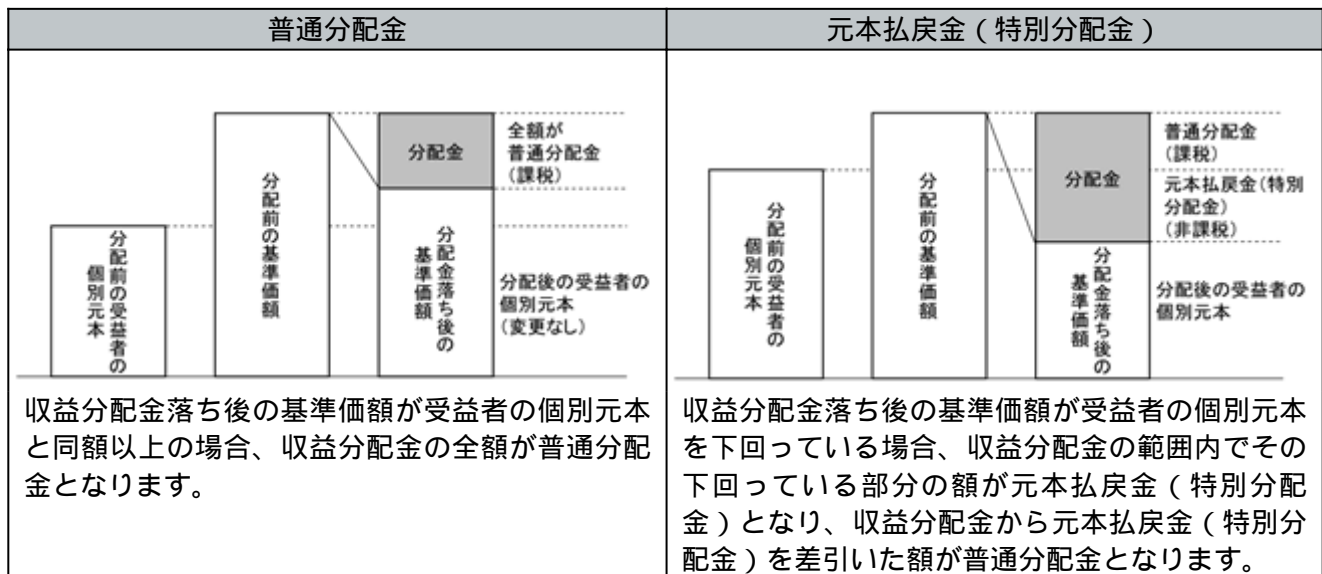 普通分配金
分配前の受益者の
個別元本
分配前の基準価額
分配金
分配金落ち後の
基準価額
全額が
普通分配金
(課税)
分配後の受益者の
個別元本
(変更なし)
収益分配金落ち後の基準価額が受益者の個別元本
と同額以上の場合、収益分配金の全額が普通分配
金となります。
元本払戻金(特別分配金)
分配前の受益者の
個別元本
分配前の基準価額
分配金
分配金落ち後の
基準価額
普通分配金
(課税)
元本払戻金(特別
分配金)
(非課税)
分配後の受益者の
個別元本
収益分配金落ち後の基準価額が受益者の個別元本
を下回っている場合、収益分配金の範囲内でその
下回っている部分の額が元本払戻金(特別分配
金)となり、収益分配金から元本払戻金(特別分
配金)を差引いた額が普通分配金となります。